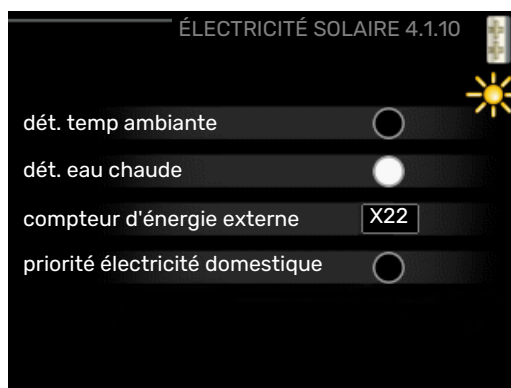 ÉLECTRICITÉ SOLAIRE 4.1.10
dét. temp ambiante
dét. eau chaude
compteur d'énergie externe X22
priorité électricité domestique